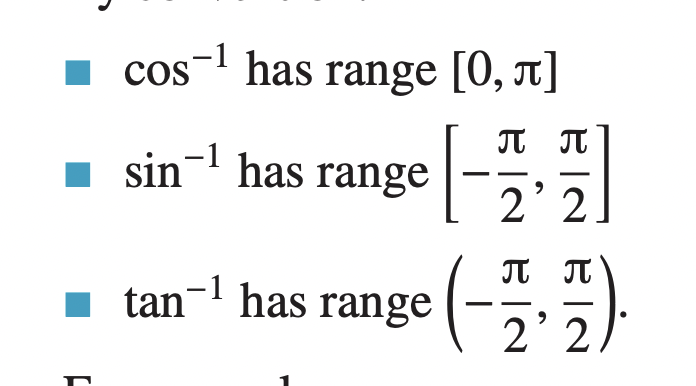 ■ cos⁻¹ has range [0, π]
■ sin⁻¹ has range [−π/2, π/2]
■ tan⁻¹ has range (−π/2, π/2).